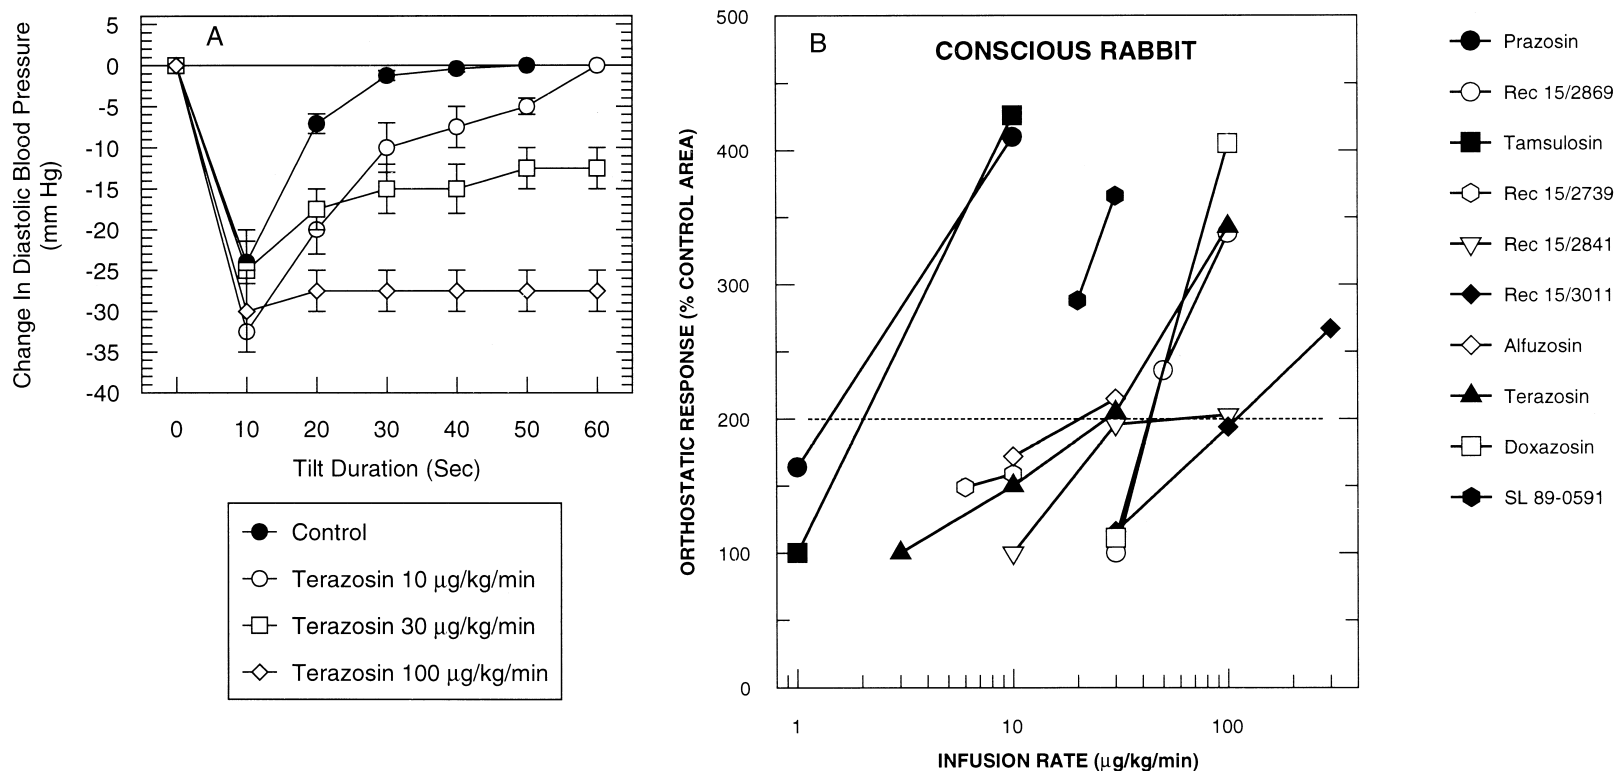 A
5
0
-5
-10
-15
-20
-25
-30
-35
-40
Change In Diastolic Blood Pressure
(mm Hg)
0 10 20 30 40 50 60
Tilt Duration (Sec)
Control
Terazosin 10 µg/kg/min
Terazosin 30 µg/kg/min
Terazosin 100 µg/kg/min
B
CONSCIOUS RABBIT
500
400
300
200
100
0
ORTHOSTATIC RESPONSE (% CONTROL AREA)
1 10 100
INFUSION RATE (µg/kg/min)
Prazosin
Rec 15/2869
Tamsulosin
Rec 15/2739
Rec 15/2841
Rec 15/3011
Alfuzosin
Terazosin
Doxazosin
SL 89-0591